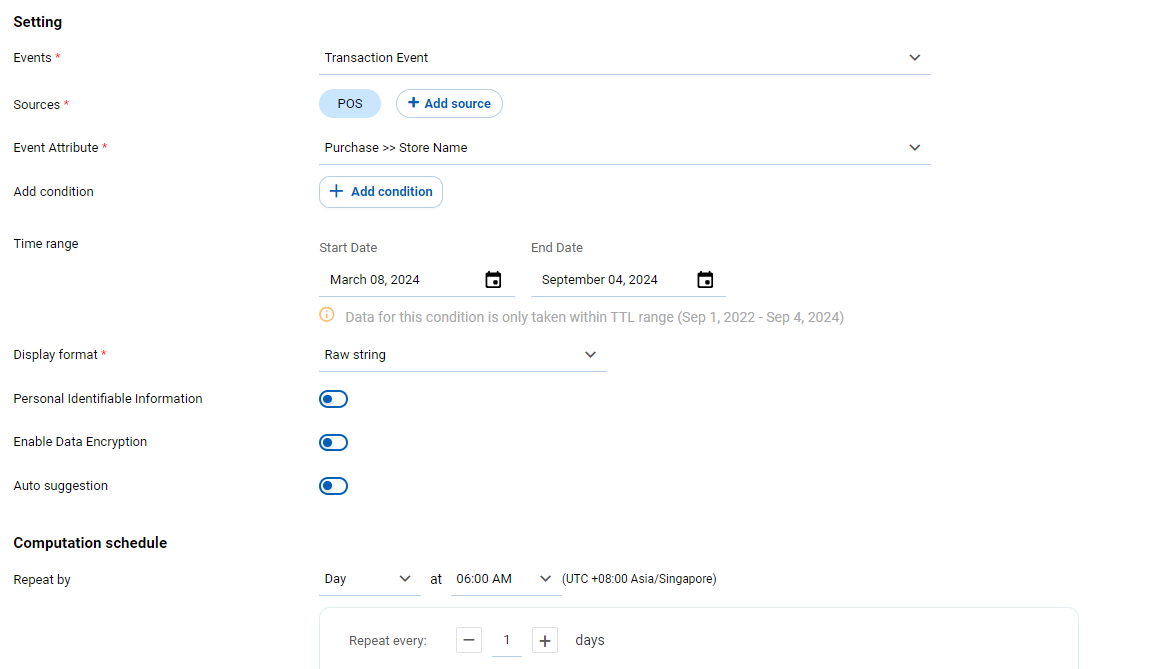 Setting
Events *
Transaction Event
Sources *
POS
+ Add source
Event Attribute *
Purchase >> Store Name
Add condition
+ Add condition
Time range
Start Date
End Date
March 08, 2024
September 04, 2024
Data for this condition is only taken within TTL range (Sep 1, 2022 - Sep 4, 2024)
Display format *
Raw string
Personal Identifiable Information
Enable Data Encryption
Auto suggestion
Computation schedule
Repeat by
Day
at
06:00 AM
(UTC +08:00 Asia/Singapore)
Repeat every:
1
days